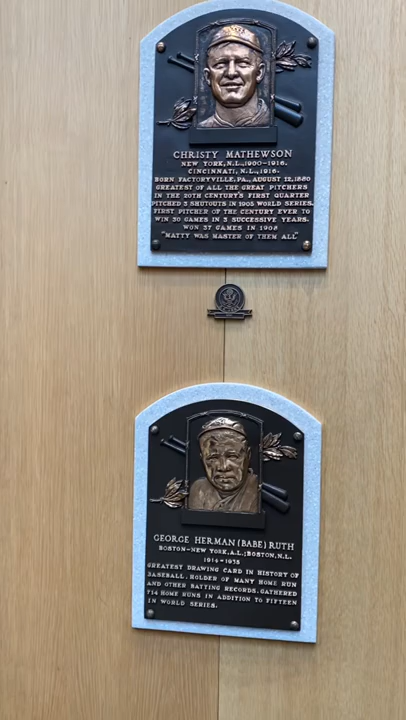 CHRISTY MATHEWSON
NEW YORK, N.L., 1900-1916.
CINCINNATI, N.L., 1916.
BORN FACTORYVILLE, PA., AUGUST 12, 1880
GREATEST OF ALL THE GREAT PITCHERS
IN THE 20TH CENTURY'S FIRST QUARTER
PITCHED 3 SHUTOUTS IN 1905 WORLD SERIES.
FIRST PITCHER OF THE CENTURY EVER TO
WIN 30 GAMES IN 3 SUCCESSIVE YEARS.
WON 37 GAMES IN 1908
"MATTY WAS MASTER OF THEM ALL"
GEORGE HERMAN (BABE) RUTH
BOSTON-NEW YORK, A.L.; BOSTON, N.L.
1914-1935
GREATEST DRAWING CARD IN HISTORY OF
BASEBALL. HOLDER OF MANY HOME RUN
AND OTHER BATTING RECORDS. GATHERED
714 HOME RUNS IN ADDITION TO FIFTEEN
IN WORLD SERIES.